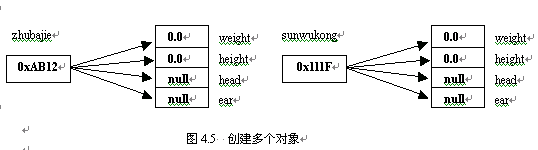 zhubajie
0xAB12
0.0
0.0
null
null
weight
height
head
ear
sunwukong
0x111F
0.0
0.0
null
null
weight
height
head
ear
图 4.5 创建多个对象